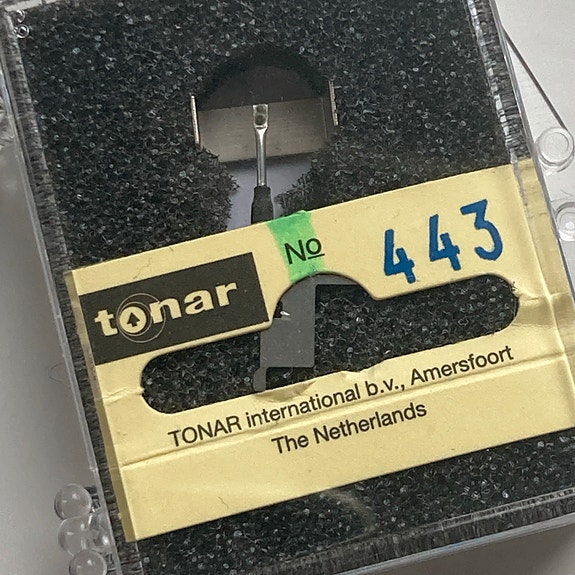 No 443
tonar
TONAR international b.v., Amersfoort
The Netherlands